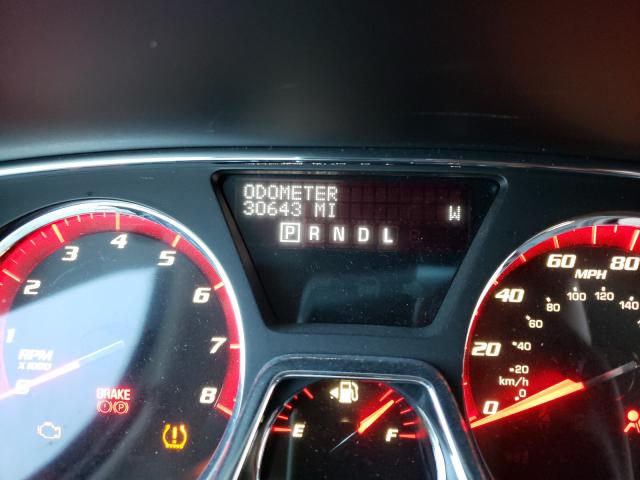 ODOMETER
30643 MI W
P R N D L
1 2 3 4 5 6 7 8
RPM
X1000
0
BRAKE
P
E F
0 20 40 60 80
MPH
0 20 40 60 80 100 120 140
km/h